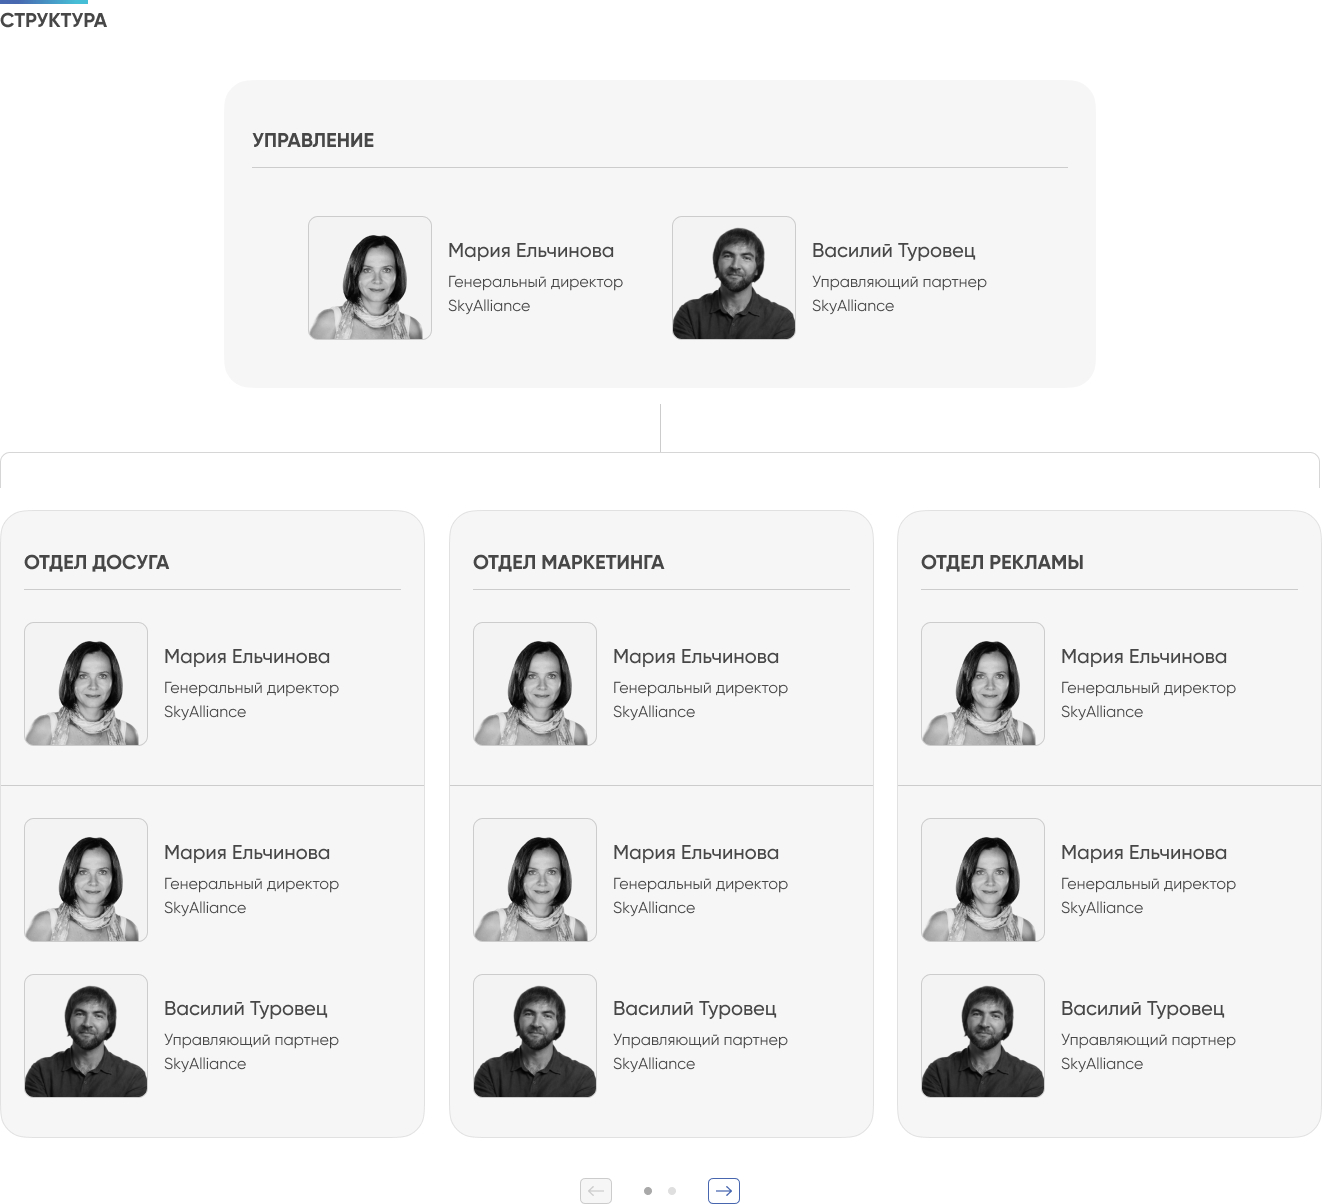 СТРУКТУРА
УПРАВЛЕНИЕ
Мария Ельчинова
Генеральный директор
SkyAlliance
Василий Туровец
Управляющий партнер
SkyAlliance
ОТДЕЛ ДОСУГА
Мария Ельчинова
Генеральный директор
SkyAlliance
Мария Ельчинова
Генеральный директор
SkyAlliance
Василий Туровец
Управляющий партнер
SkyAlliance
ОТДЕЛ МАРКЕТИНГА
Мария Ельчинова
Генеральный директор
SkyAlliance
Мария Ельчинова
Генеральный директор
SkyAlliance
Василий Туровец
Управляющий партнер
SkyAlliance
ОТДЕЛ РЕКЛАМЫ
Мария Ельчинова
Генеральный директор
SkyAlliance
Мария Ельчинова
Генеральный директор
SkyAlliance
Василий Туровец
Управляющий партнер
SkyAlliance